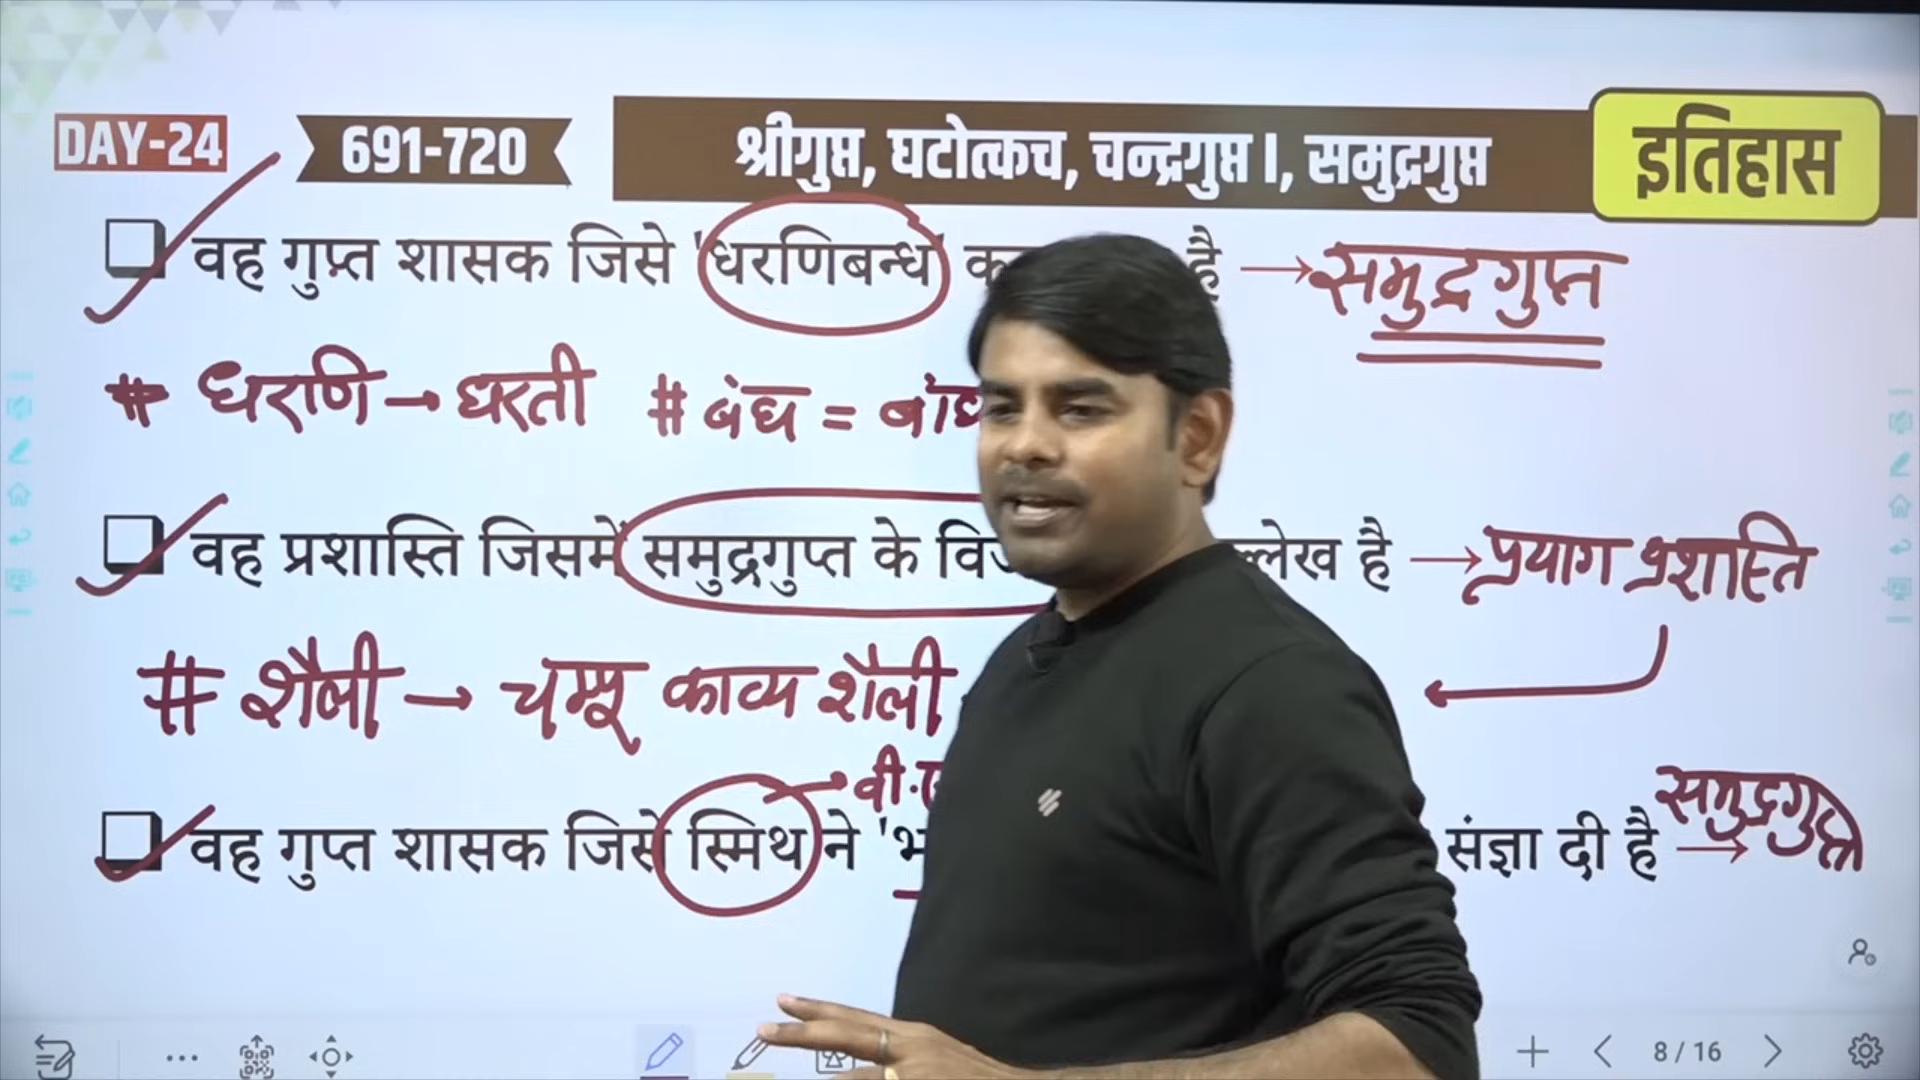 DAY-24 691-720 श्रीगुप्त, घटोत्कच, चन्द्रगुप्त I, समुद्रगुप्त इतिहास
वह गुप्त शासक जिसे 'धरणिबन्ध' है → समुद्रगुप्त
# धरणि → धरती # बंध =
वह प्रशास्ति जिसमें समुद्रगुप्त के है → प्रयाग प्रशास्ति
# शैली → चम्पू काव्य शैली
वह गुप्त शासक जिसे स्मिथ ने संज्ञा दी है → समुद्रगुप्त
8 / 16